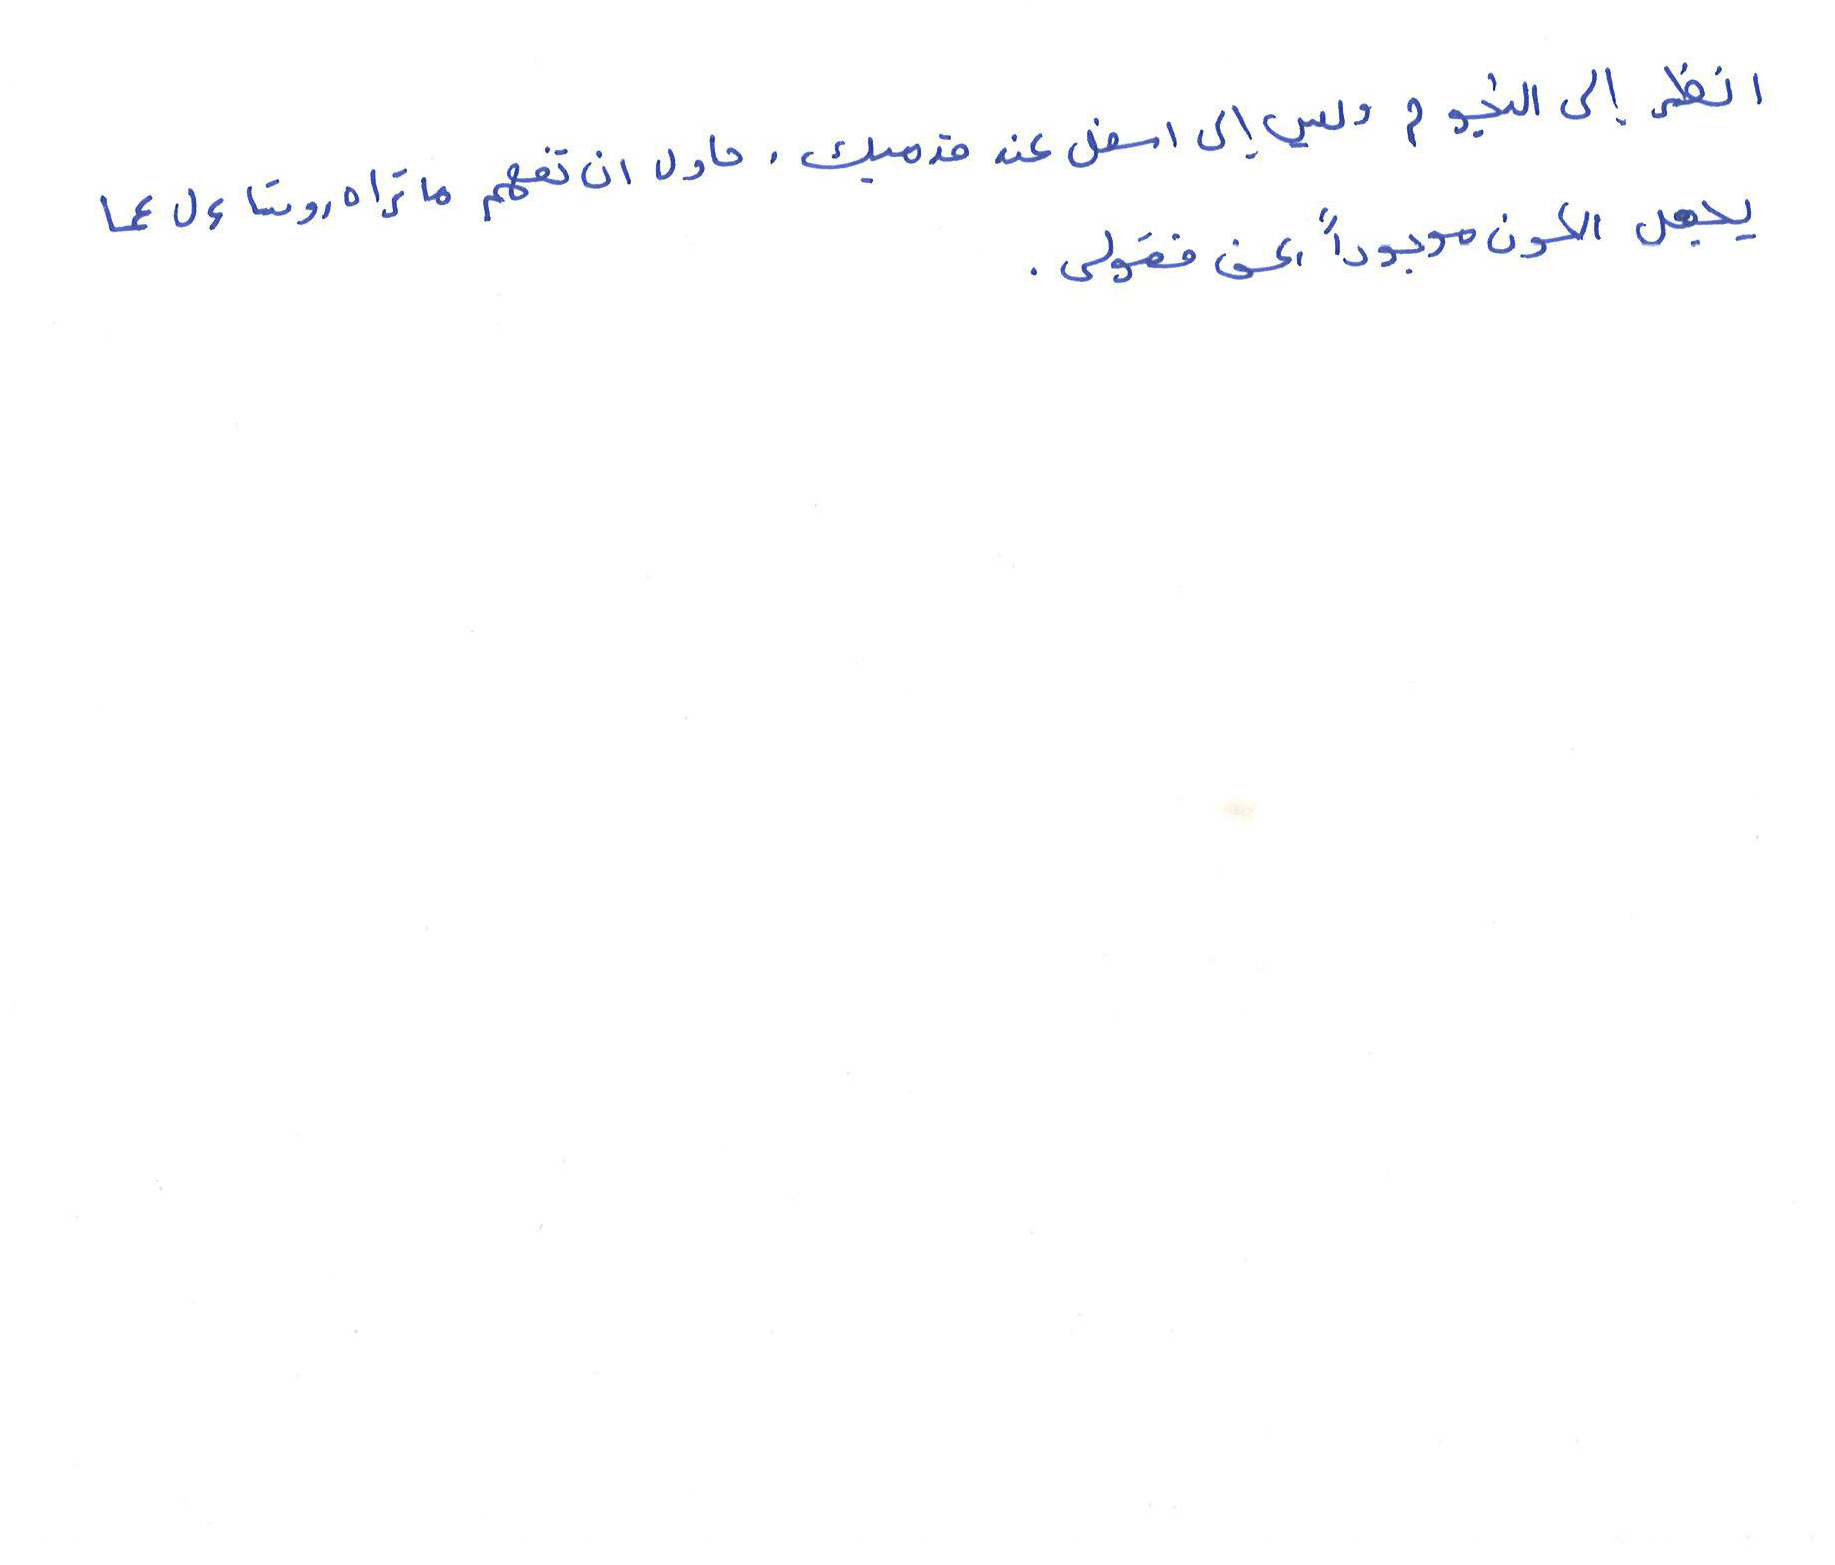 انظر إلى النجوم وليس إلى اسفل عند قدميك . حاول ان تفهم ما تراه ، وتساءل عما
يجعل الكون موجوداً ، كن فضولي .